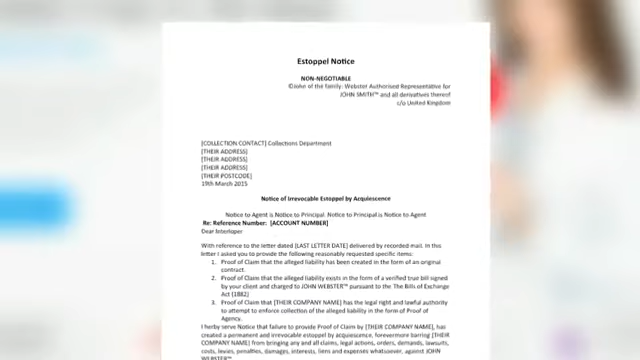 Estoppel Notice
NON-NEGOTIABLE
©John of the family: Webster Authorised Representative for
JOHN SMITH™ and all derivatives thereof
c/o United Kingdom
[COLLECTION CONTACT] Collections Department
[THEIR ADDRESS]
[THEIR ADDRESS]
[THEIR ADDRESS]
[THEIR POSTCODE]
19th March 2015
Notice of Irrevocable Estoppel by Acquiescence
Notice to Agent is Notice to Principal. Notice to Principal is Notice to Agent
Re: Reference Number: [ACCOUNT NUMBER]
Dear Interloper
With reference to the letter dated [LAST LETTER DATE] delivered by recorded mail. In this
letter I asked you to provide the following reasonably requested specific items:
1. Proof of Claim that the alleged liability has been created in the form of an original
contract.
2. Proof of Claim that the alleged liability exists in the form of a verified true bill signed
by your client and charged to JOHN WEBSTER™ pursuant to the The Bills of Exchange
Act (1882)
3. Proof of Claim that [THEIR COMPANY NAME] has the legal right and lawful authority
to attempt to enforce collection of the alleged liability in the form of Proof of
Agency.
I herby serve Notice that failure to provide Proof of Claim by [THEIR COMPANY NAME], has
created a permanent and irrevocable estoppel by acquiescence, forevermore barring [THEIR
COMPANY NAME] from bringing any and all claims, legal actions, orders, demands, lawsuits,
costs, levies, penalties, damages, interests, liens and expenses whatsoever, against JOHN
WEBSTER™